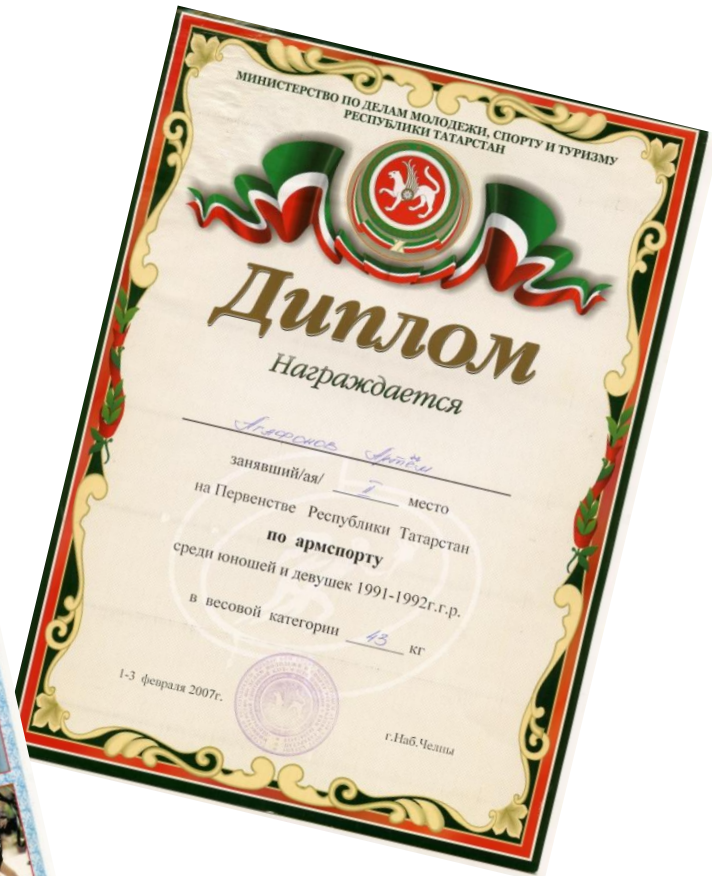 МИНИСТЕРСТВО ПО ДЕЛАМ МОЛОДЕЖИ, СПОРТУ И ТУРИЗМУ
РЕСПУБЛИКИ ТАТАРСТАН
Диплом
Награждается
Агафонов Артём
занявший/ая/ II место
на Первенстве Республики Татарстан
по армспорту
среди юношей и девушек 1991-1992г.г.р.
в весовой категории 43 кг
1-3 февраля 2007г.
г.Наб.Челны